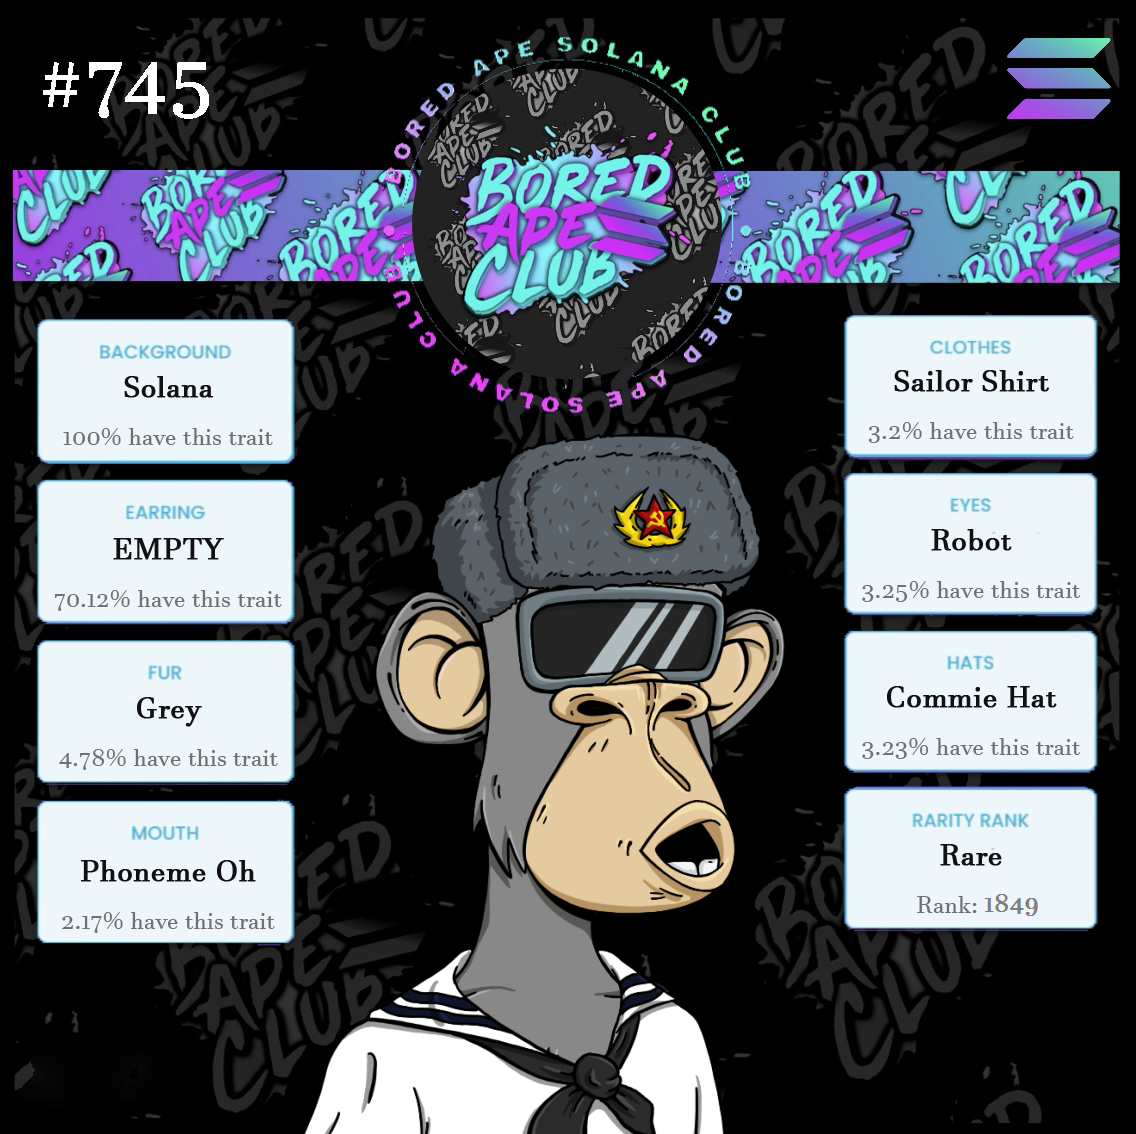 #745
BORED APE SOLANA CLUB
BORED APE SOLANA CLUB
BORED
APE
CLUB
BACKGROUND
Solana
100% have this trait
EARRING
EMPTY
70.12% have this trait
FUR
Grey
4.78% have this trait
MOUTH
Phoneme Oh
2.17% have this trait
CLOTHES
Sailor Shirt
3.2% have this trait
EYES
Robot
3.25% have this trait
HATS
Commie Hat
3.23% have this trait
RARITY RANK
Rare
Rank: 1849